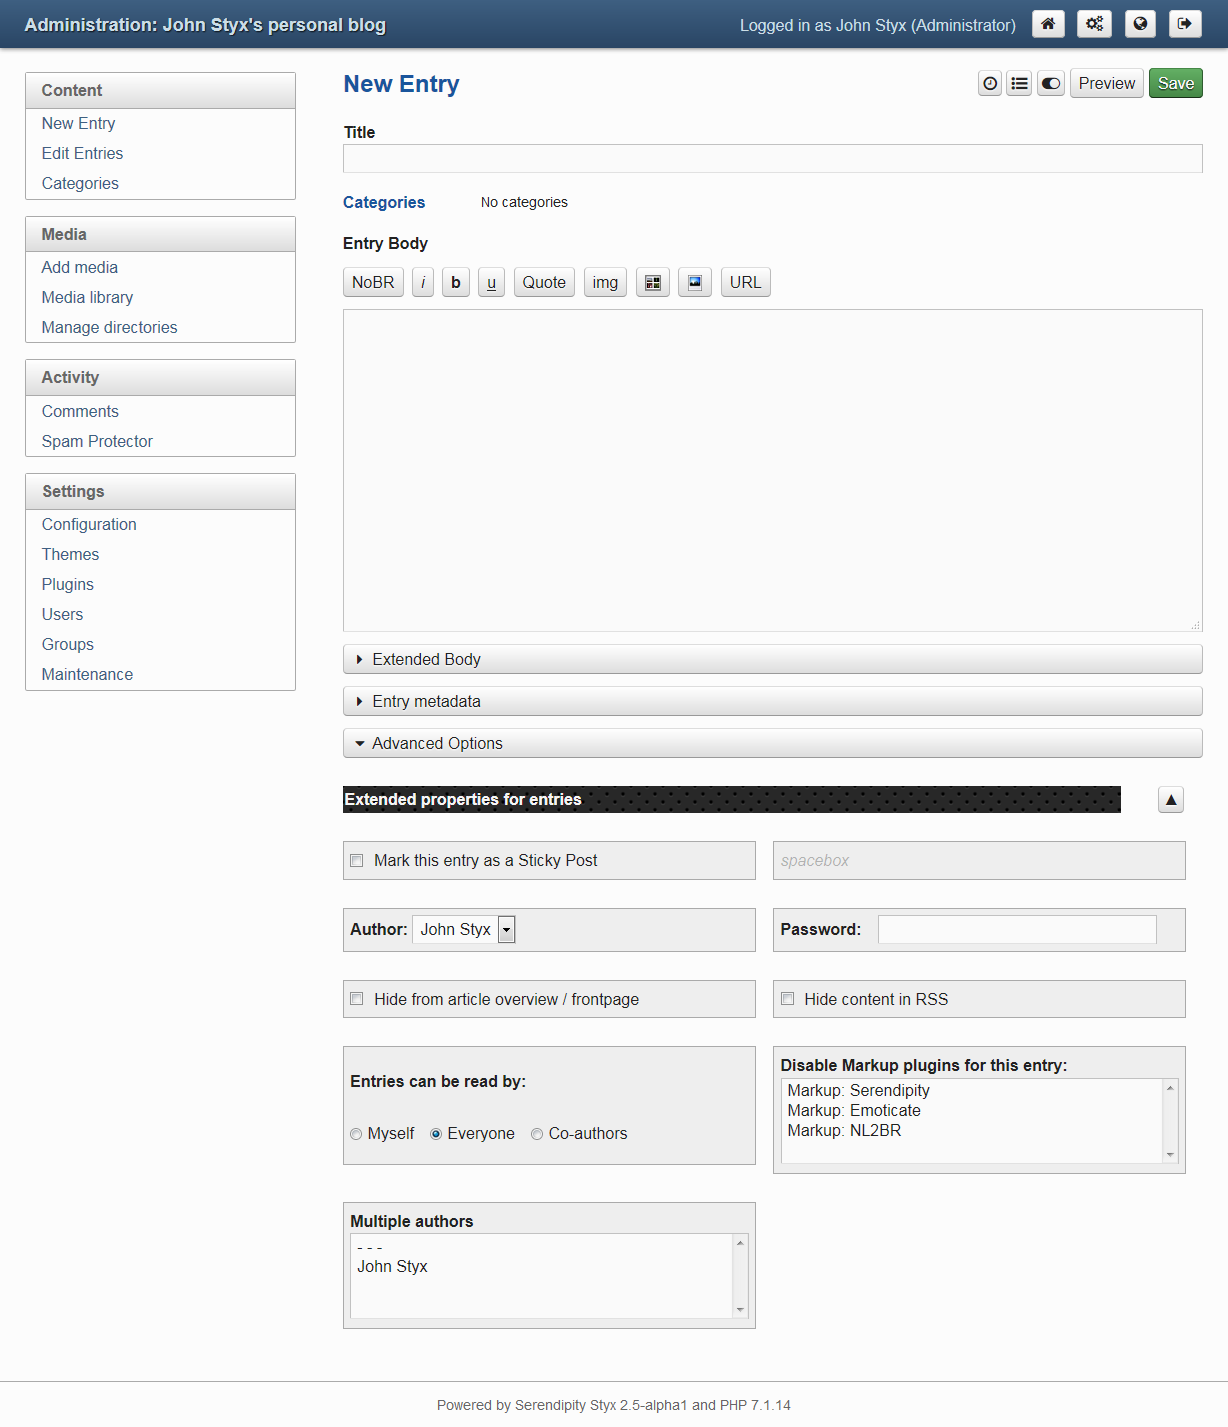 Administration: John Styx's personal blog
Logged in as John Styx (Administrator)
Content
New Entry
Edit Entries
Categories
Media
Add media
Media library
Manage directories
Activity
Comments
Spam Protector
Settings
Configuration
Themes
Plugins
Users
Groups
Maintenance
New Entry
Preview Save
Title
Categories No categories
Entry Body
NoBR i b u Quote img URL
Extended Body
Entry metadata
Advanced Options
Extended properties for entries
Mark this entry as a Sticky Post
spacebox
Author: John Styx
Password:
Hide from article overview / frontpage
Hide content in RSS
Entries can be read by:
Myself Everyone Co-authors
Disable Markup plugins for this entry:
Markup: Serendipity
Markup: Emoticate
Markup: NL2BR
Multiple authors
- - -
John Styx
Powered by Serendipity Styx 2.5-alpha1 and PHP 7.1.14